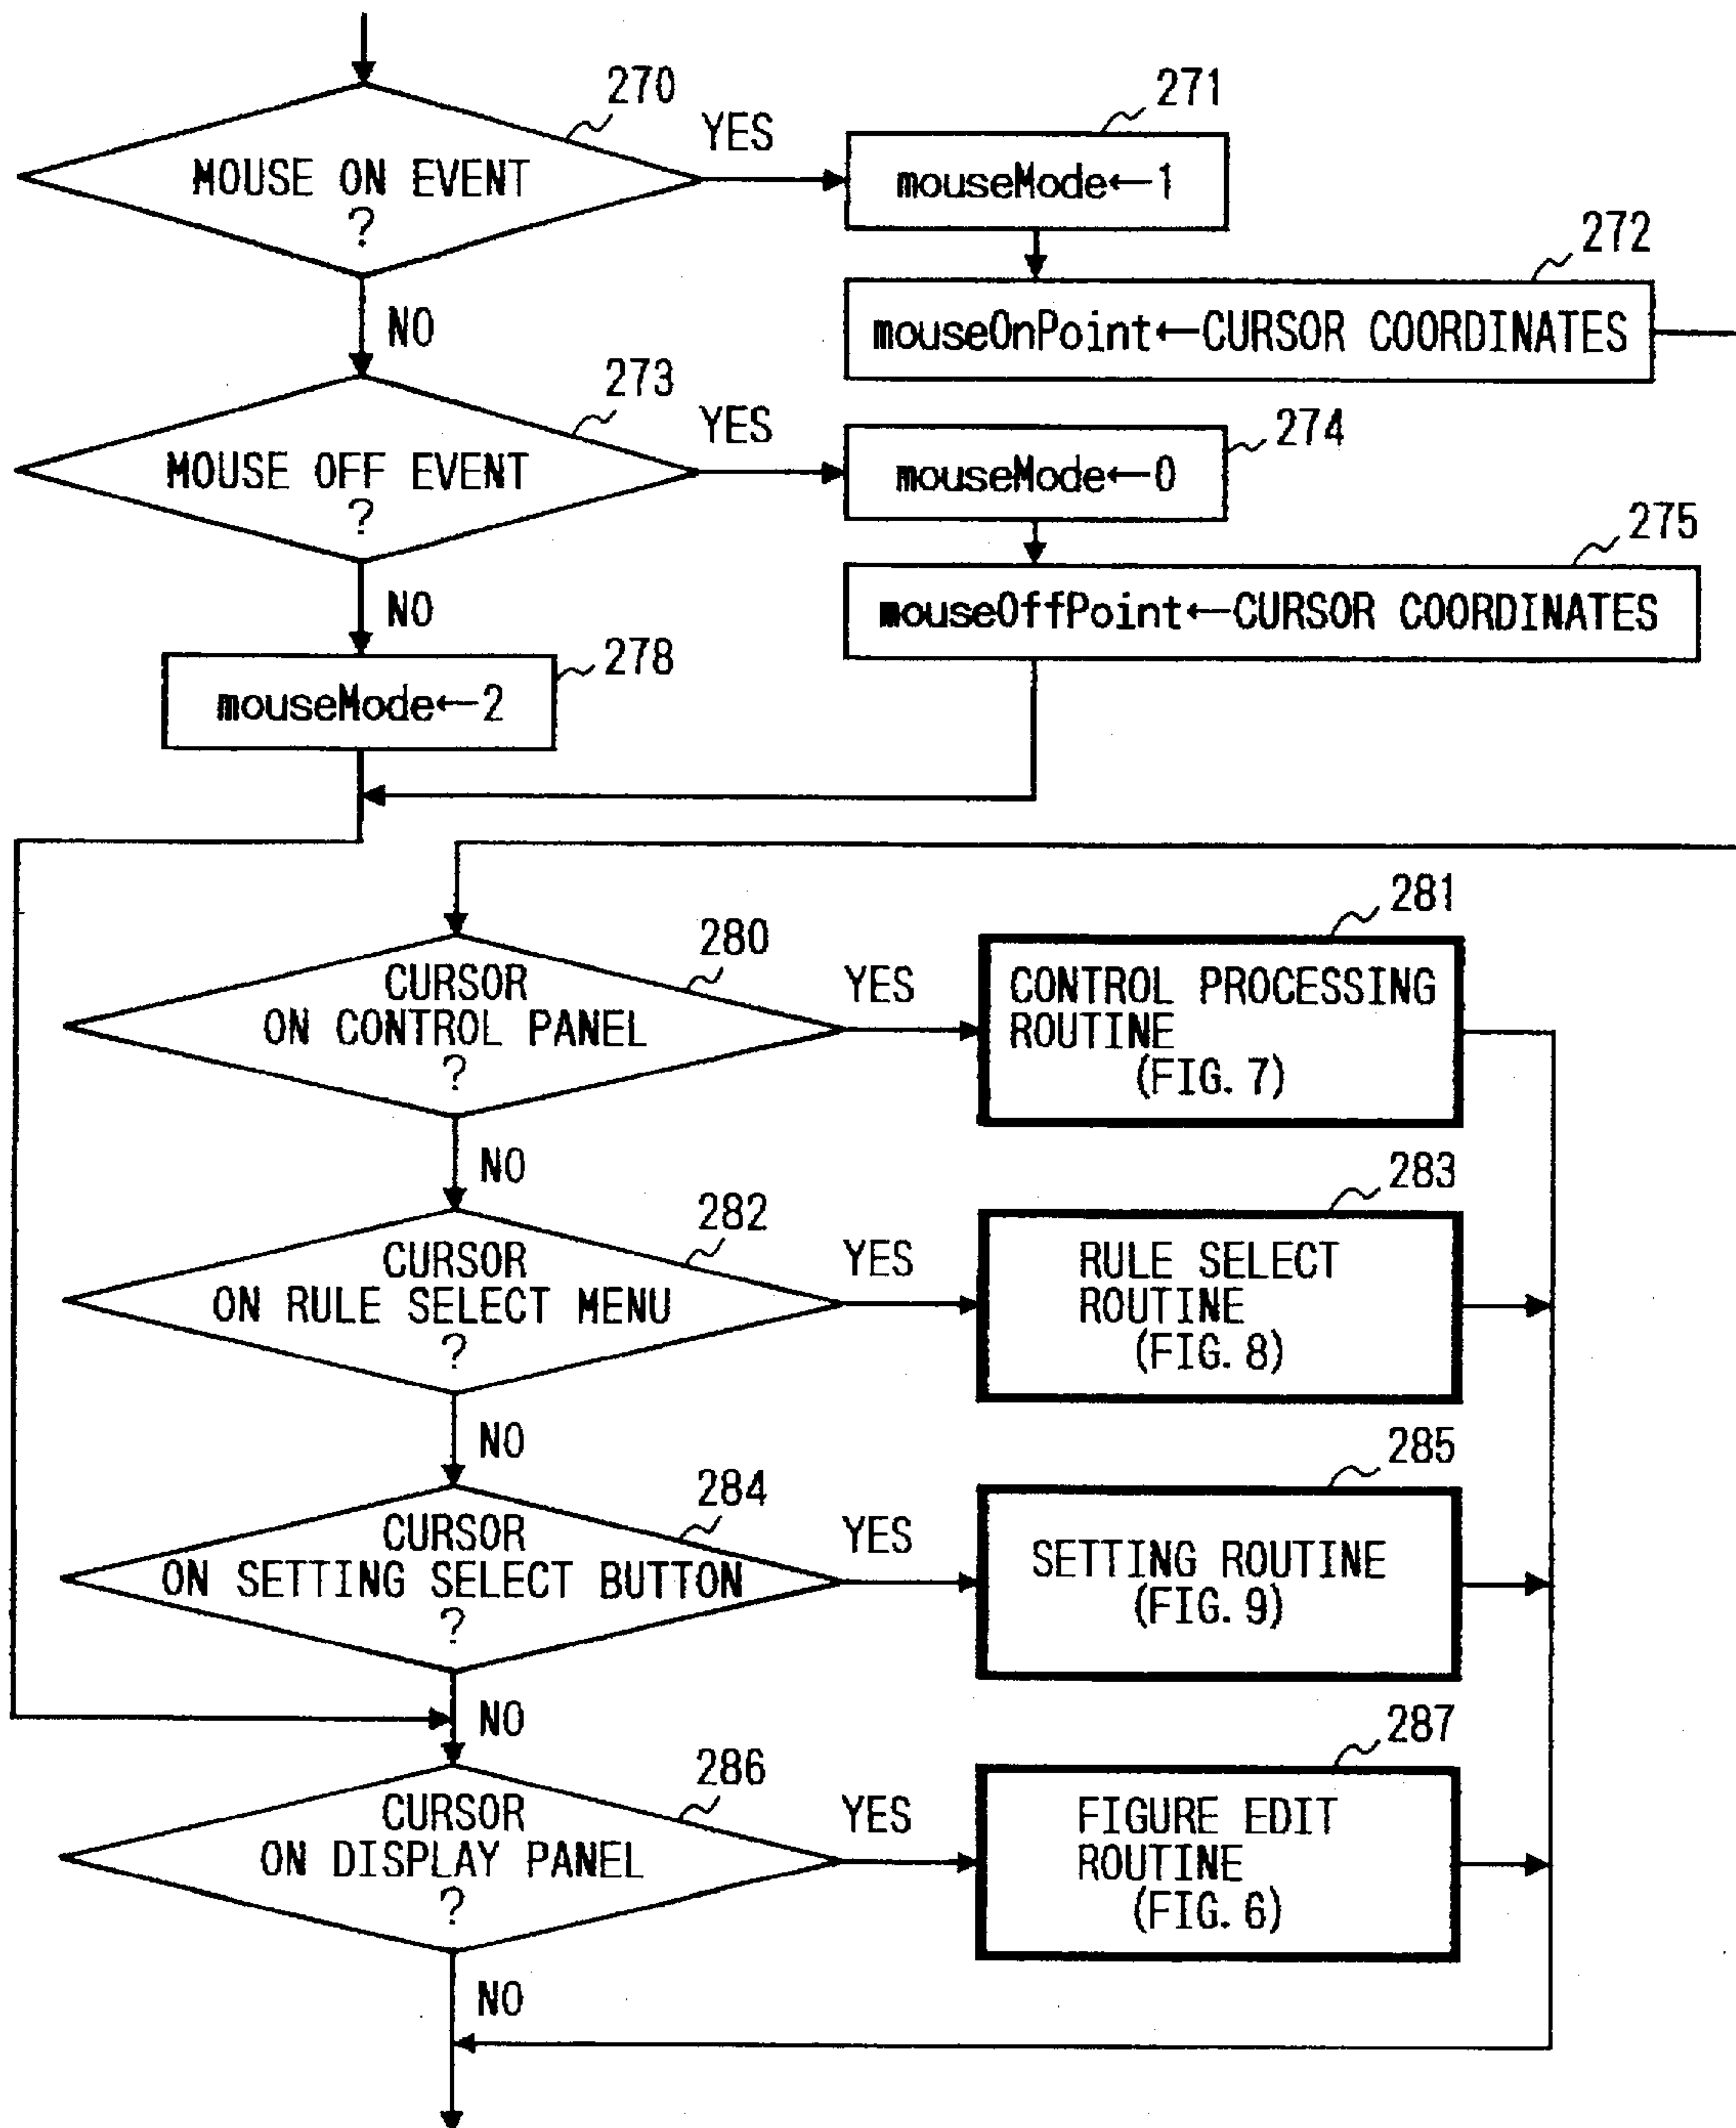 270
MOUSE ON EVENT
?
YES
271
mouseMode←1
272
mouseOnPoint←CURSOR COORDINATES
NO
273
MOUSE OFF EVENT
?
YES
274
mouseMode←0
275
mouseOffPoint←CURSOR COORDINATES
NO
278
mouseMode←2
280
CURSOR
ON CONTROL PANEL
?
YES
281
CONTROL PROCESSING
ROUTINE
(FIG. 7)
NO
282
CURSOR
ON RULE SELECT MENU
?
YES
283
RULE SELECT
ROUTINE
(FIG. 8)
NO
284
CURSOR
ON SETTING SELECT BUTTON
?
YES
285
SETTING ROUTINE
(FIG. 9)
NO
286
CURSOR
ON DISPLAY PANEL
?
YES
287
FIGURE EDIT
ROUTINE
(FIG. 6)
NO